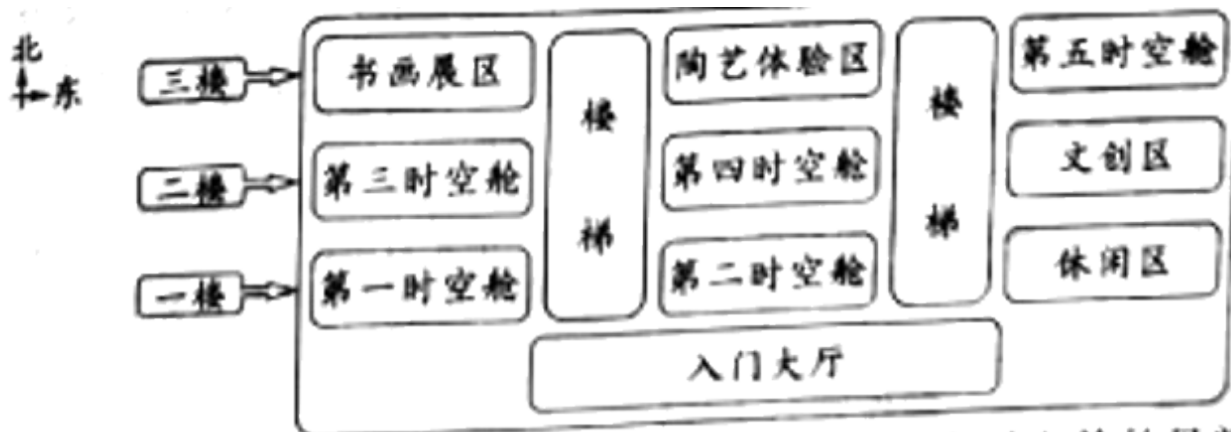 北
东
三楼
书画展区
楼梯
陶艺体验区
楼梯
第五时空舱
二楼
第三时空舱
第四时空舱
文创区
一楼
第一时空舱
第二时空舱
休闲区
入门大厅